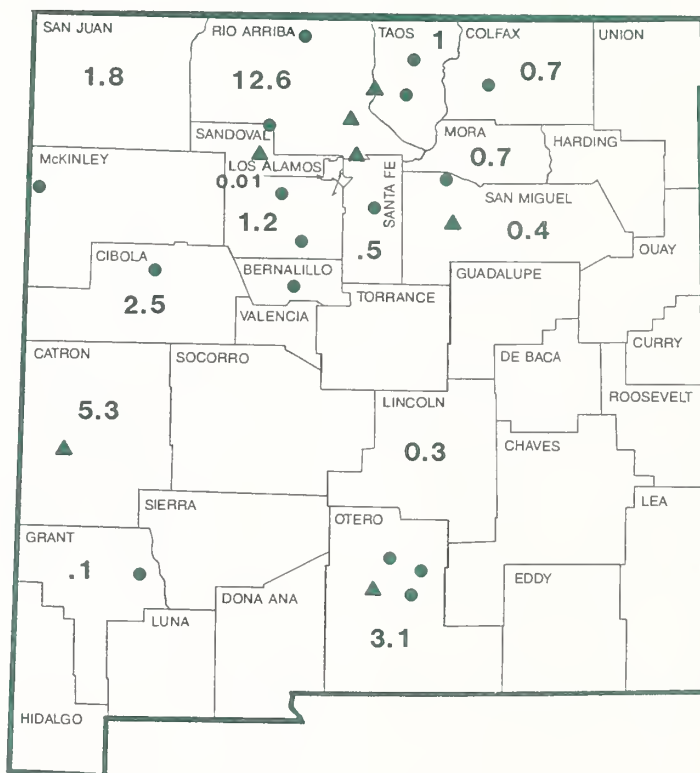 SAN JUAN
1.8
RIO ARRIBA
12.6
TAOS
1
COLFAX
0.7
UNION
SANDOVAL
MORA
0.7
HARDING
McKINLEY
LOS ALAMOS
0.01
1.2
SANTA FE
.5
SAN MIGUEL
0.4
QUAY
CIBOLA
2.5
BERNALILLO
GUADALUPE
TORRANCE
VALENCIA
CATRON
5.3
SOCORRO
DE BACA
CURRY
ROOSEVELT
LINCOLN
0.3
CHAVES
SIERRA
LEA
GRANT
.1
OTERO
3.1
EDDY
DONA ANA
LUNA
HIDALGO